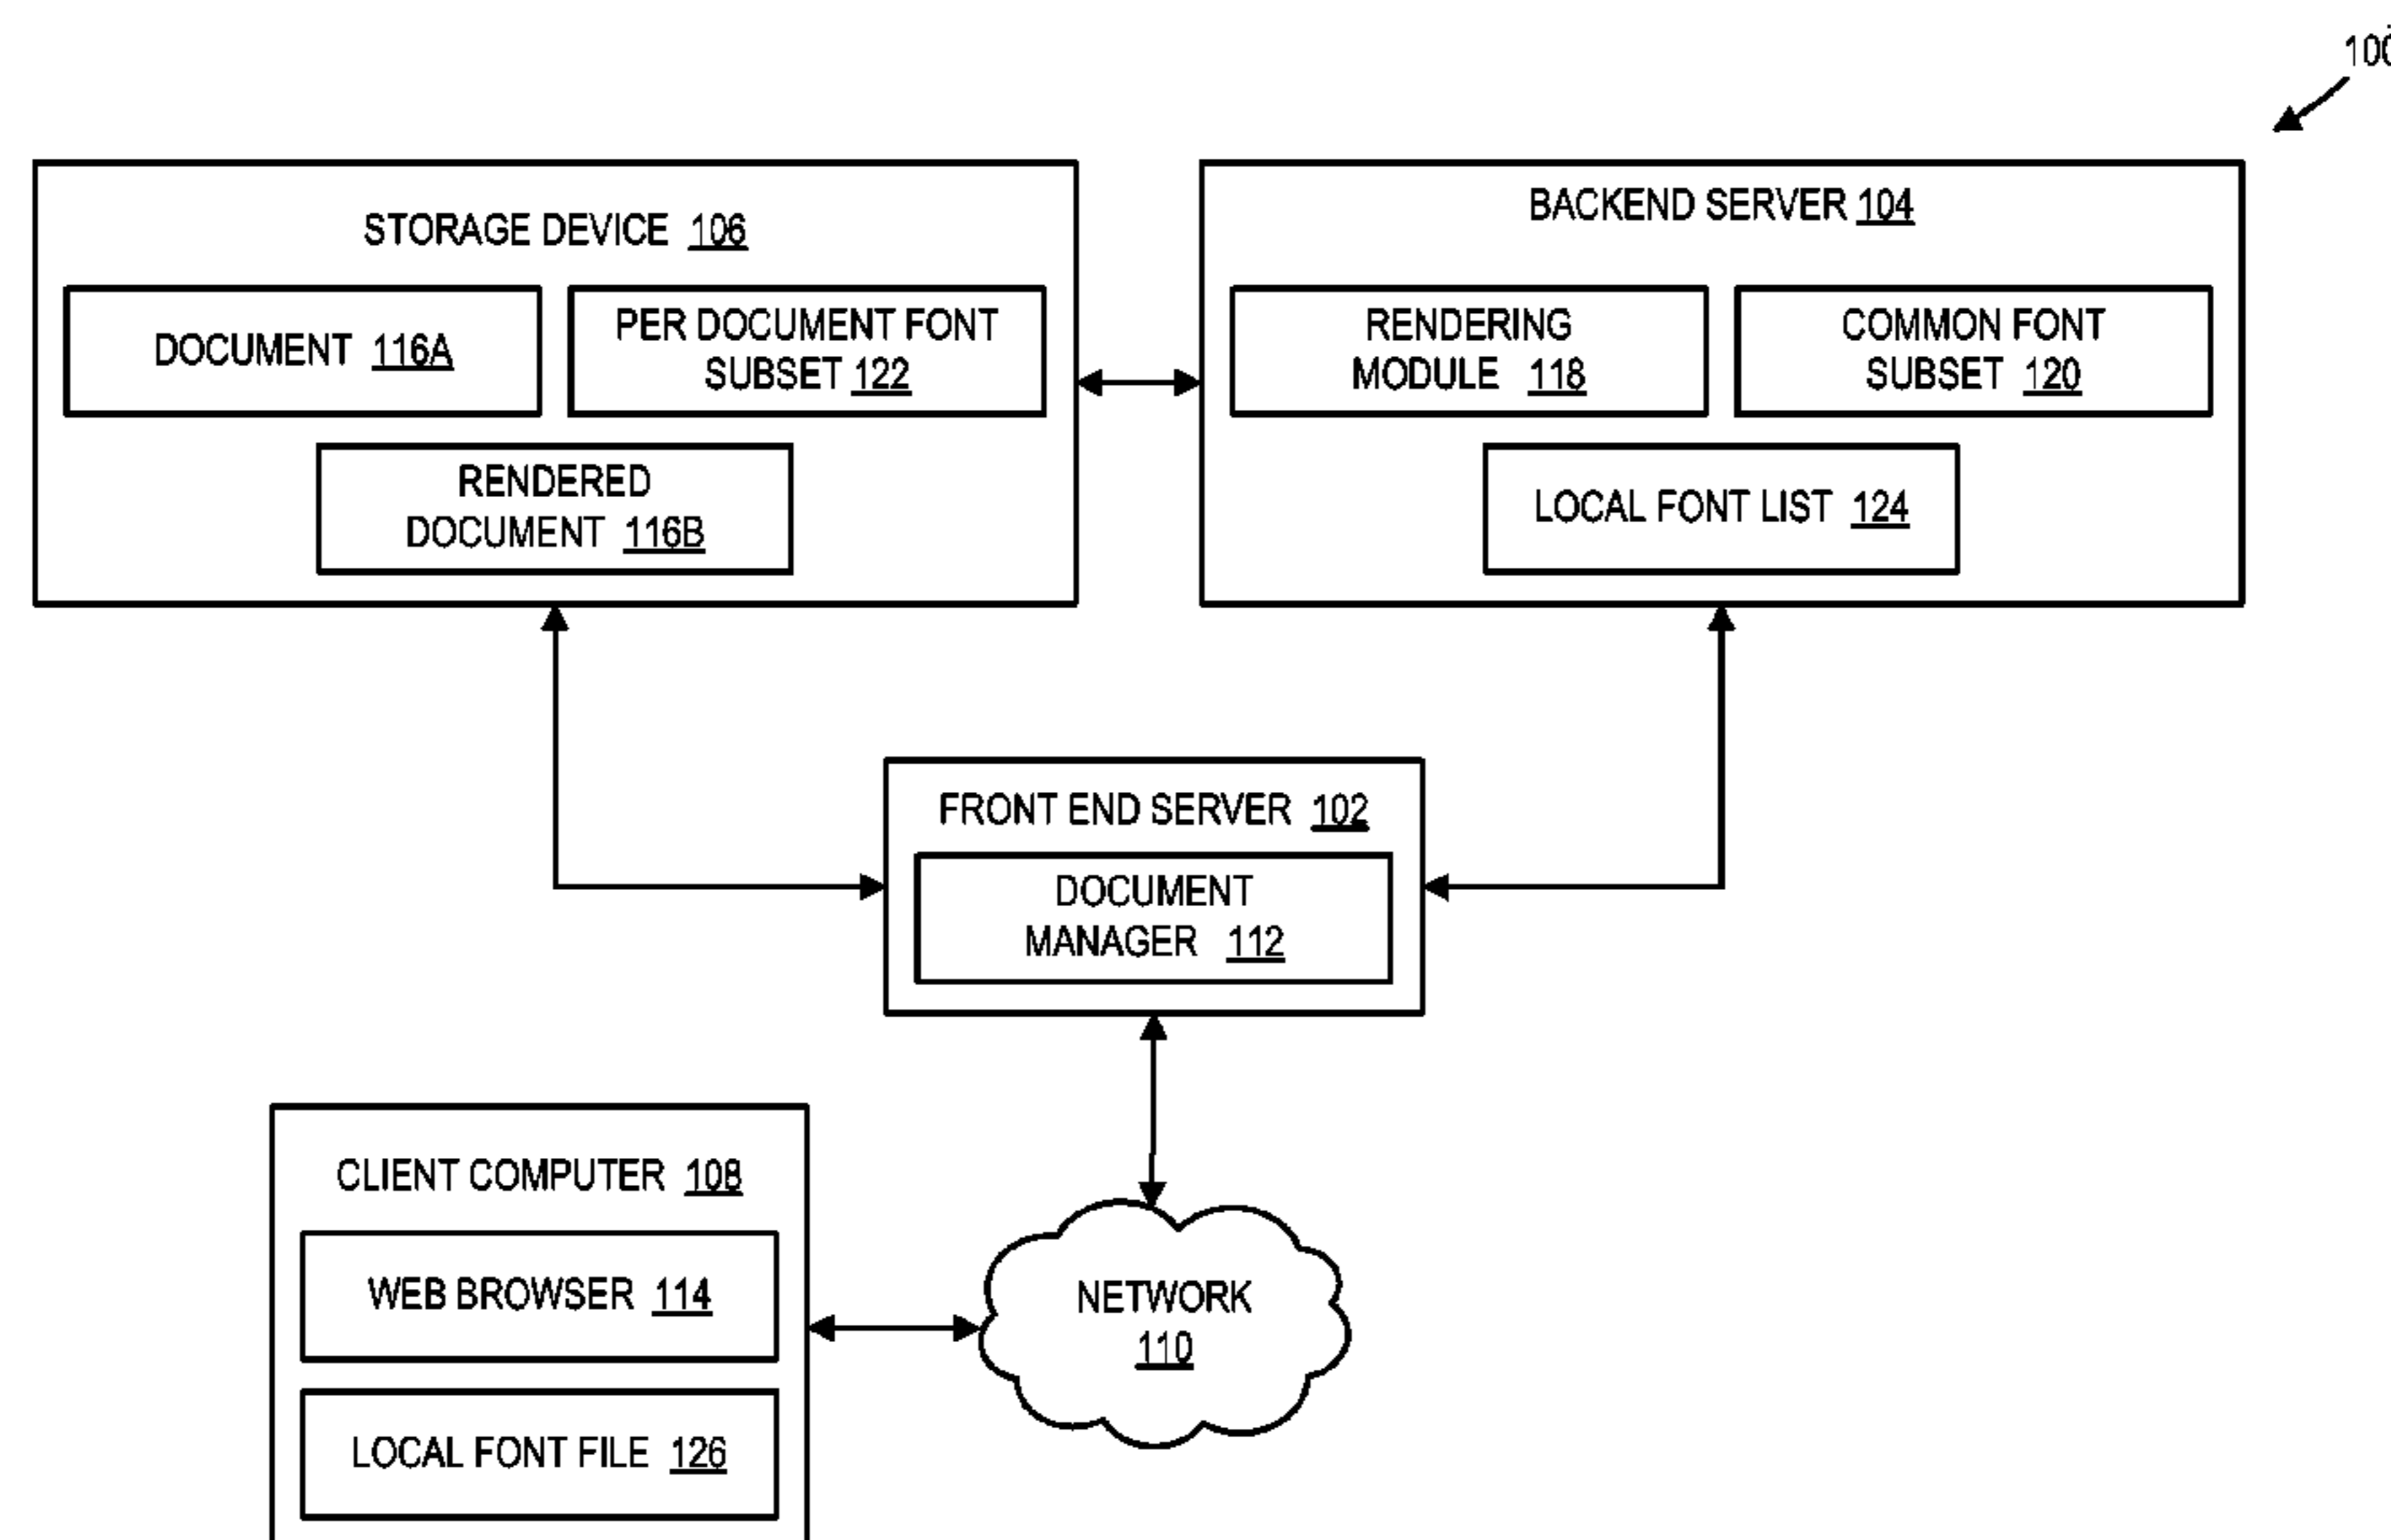 100
STORAGE DEVICE 106
DOCUMENT 116A
PER DOCUMENT FONT
SUBSET 122
RENDERED
DOCUMENT 116B
BACKEND SERVER 104
RENDERING
MODULE 118
COMMON FONT
SUBSET 120
LOCAL FONT LIST 124
FRONT END SERVER 102
DOCUMENT
MANAGER 112
CLIENT COMPUTER 108
WEB BROWSER 114
LOCAL FONT FILE 126
NETWORK
110